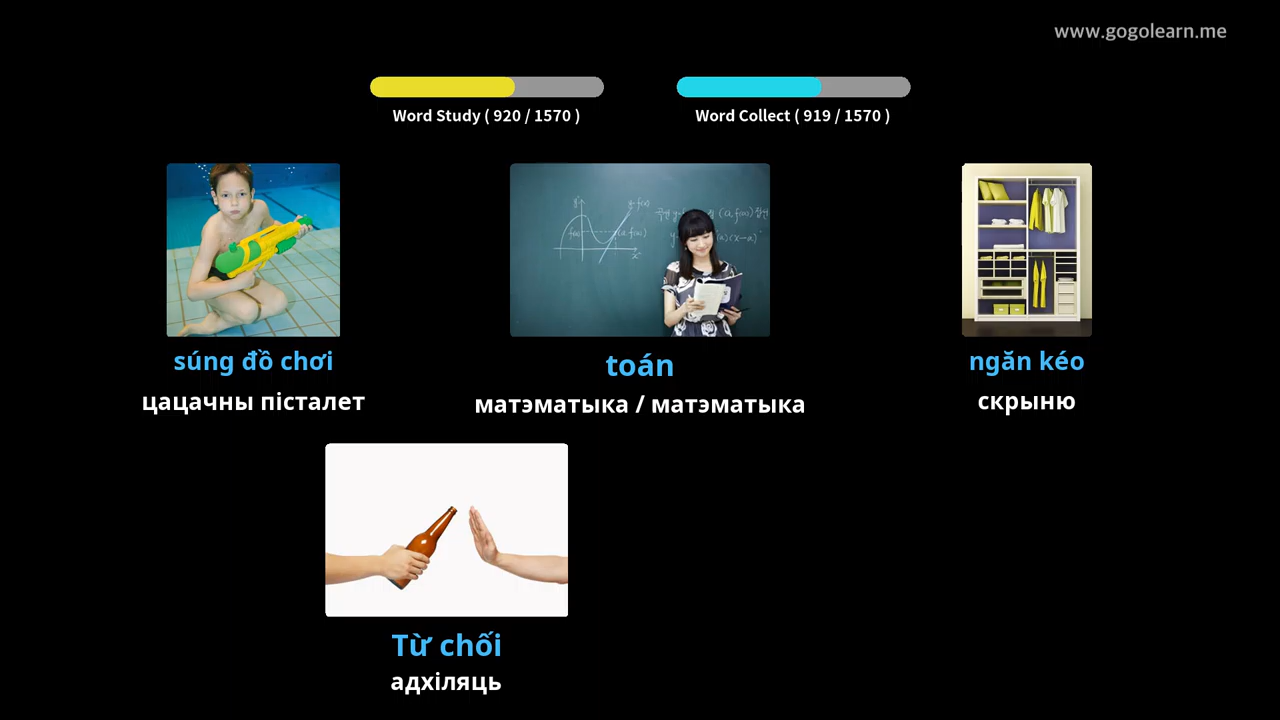 www.gogolearn.me
Word Study ( 920 / 1570 )
Word Collect ( 919 / 1570 )
súng đồ chơi
цацачны пісталет
toán
матэматыка / матэматыка
ngăn kéo
скрыню
Từ chối
адхіляць